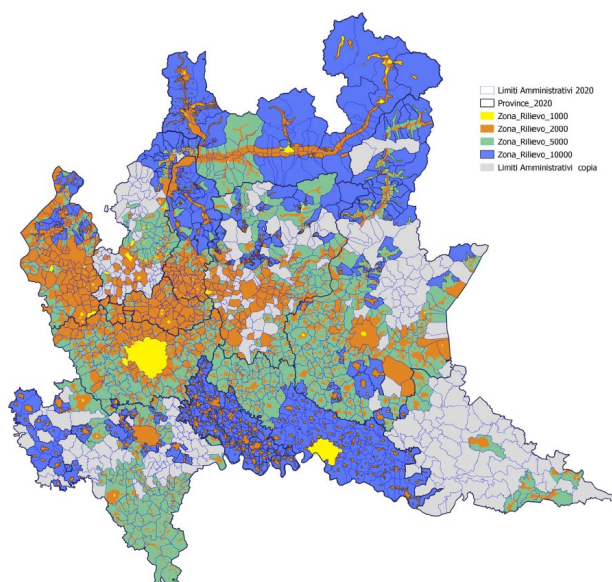 Limiti Amministrativi 2020
Province_2020
Zona_Rilievo_1000
Zona_Rilievo_2000
Zona_Rilievo_5000
Zona_Rilievo_10000
Limiti Amministrativi copia